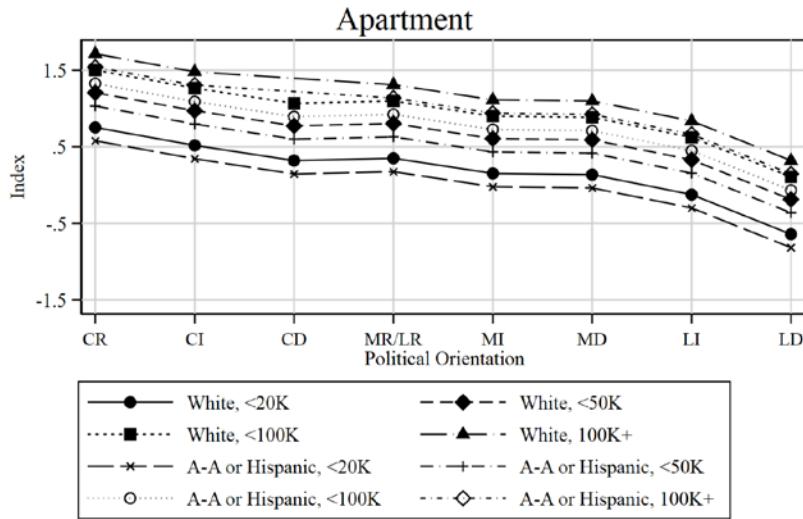 Apartment
1.5
.5
-.5
-1.5
Index
CR CI CD MR/LR MI MD LI LD
Political Orientation
White, <20K White, <50K
White, <100K White, 100K+
A-A or Hispanic, <20K A-A or Hispanic, <50K
A-A or Hispanic, <100K A-A or Hispanic, 100K+